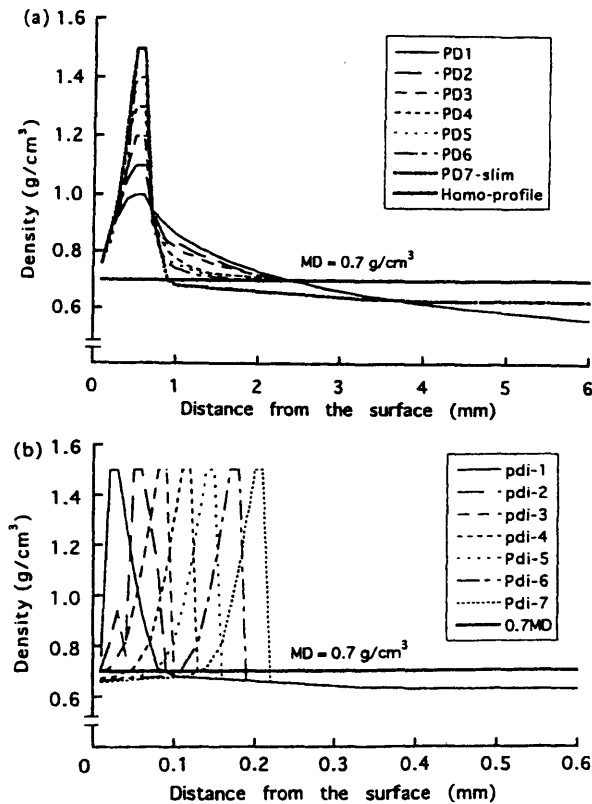 (a)
1.6
1.4
1.2
1.0
0.8
0.6
Density (g/cm³)
PD1
PD2
PD3
PD4
PD5
PD6
PD7-slim
Homo-profile
MD = 0.7 g/cm³
0 1 2 3 4 5 6
Distance from the surface (mm)
(b)
1.6
1.4
1.2
1.0
0.8
0.6
Density (g/cm³)
pdi-1
pdi-2
pdi-3
pdi-4
Pdi-5
Pdi-6
Pdi-7
0.7MD
MD = 0.7 g/cm³
0 0.1 0.2 0.3 0.4 0.5 0.6
Distance from the surface (mm)